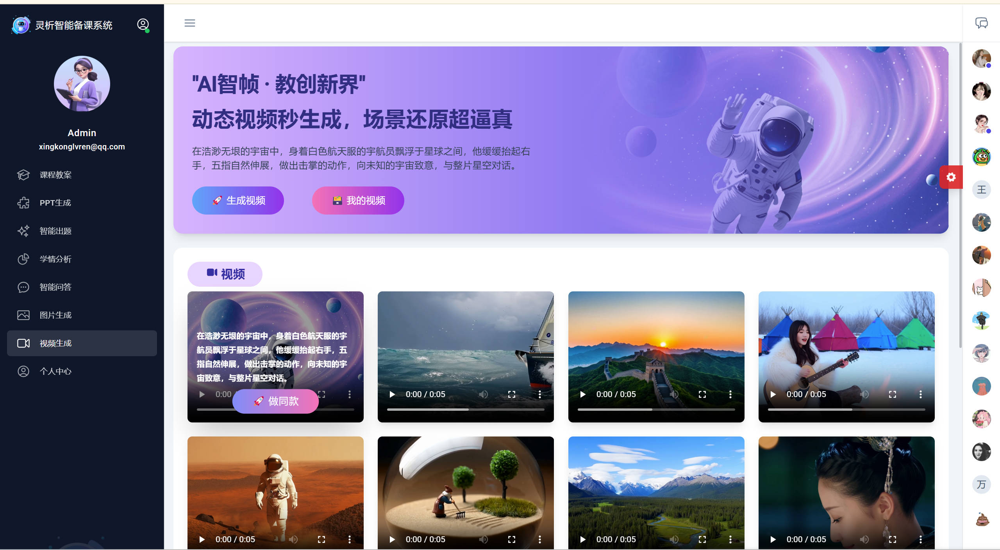 灵析智能备课系统
Admin
xingkonglvren@qq.com
课程教案
PPT生成
智能出题
学情分析
智能问答
图片生成
视频生成
个人中心
"AI智帧 · 教创新界"
动态视频秒生成，场景还原超逼真
在浩渺无垠的宇宙中，身着白色航天服的宇航员飘浮于星球之间，他缓缓抬起右
手，五指自然伸展，做出击掌的动作，向未知的宇宙致意，与整片星空对话。
🚀 生成视频
🗃️ 我的视频
视频
在浩渺无垠的宇宙中，身着白色航天服的宇
航员飘浮于星球之间，他缓缓抬起右手，五
指自然伸展，做出击掌的动作，向未知的宇
宙致意，与整片星空对话。
0:00 /
🚀 做同款
0:00 / 0:05
0:00 / 0:05
0:00 / 0:05
0:00 / 0:05
0:00 / 0:05
0:00 / 0:05
0:00 / 0:05
王
万